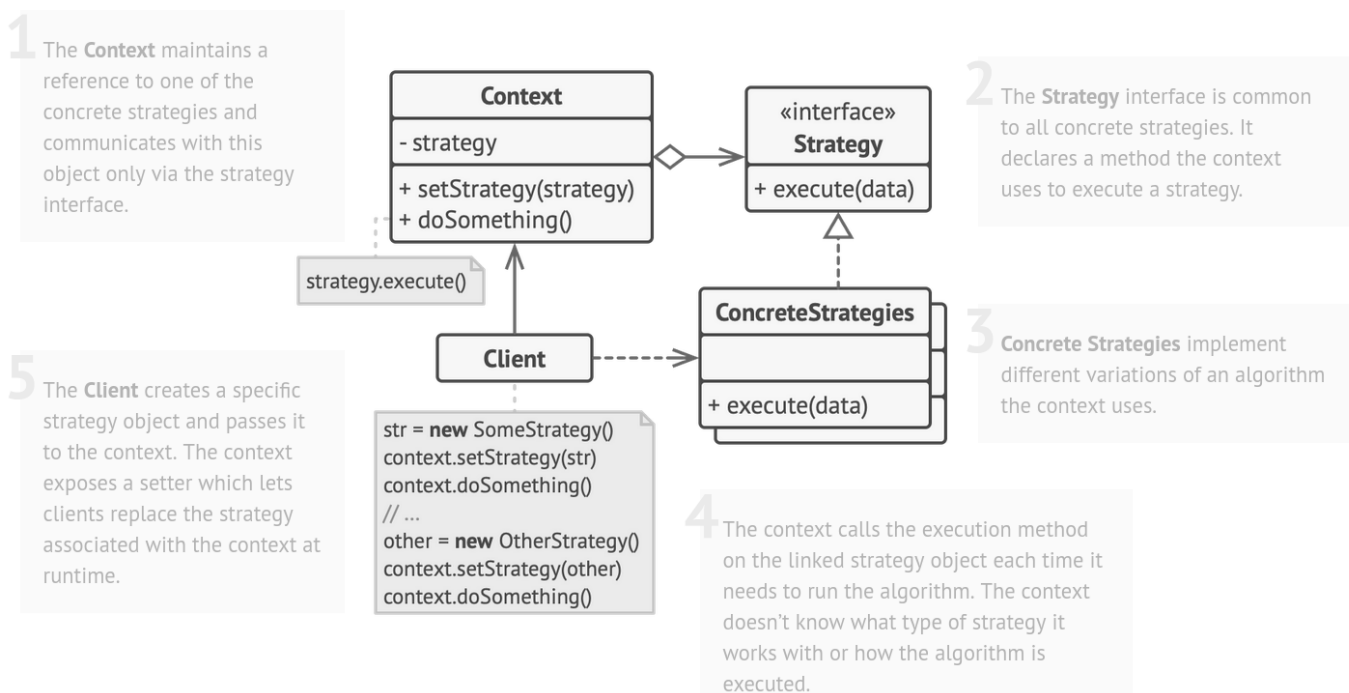 1
The Context maintains a
reference to one of the
concrete strategies and
communicates with this
object only via the strategy
interface.
Context
- strategy
+ setStrategy(strategy)
+ doSomething()
strategy.execute()
«interface»
Strategy
+ execute(data)
2
The Strategy interface is common
to all concrete strategies. It
declares a method the context
uses to execute a strategy.
ConcreteStrategies
+ execute(data)
3
Concrete Strategies implement
different variations of an algorithm
the context uses.
Client
str = new SomeStrategy()
context.setStrategy(str)
context.doSomething()
// ...
other = new OtherStrategy()
context.setStrategy(other)
context.doSomething()
4
The context calls the execution method
on the linked strategy object each time it
needs to run the algorithm. The context
doesn't know what type of strategy it
works with or how the algorithm is
executed.
5
The Client creates a specific
strategy object and passes it
to the context. The context
exposes a setter which lets
clients replace the strategy
associated with the context at
runtime.